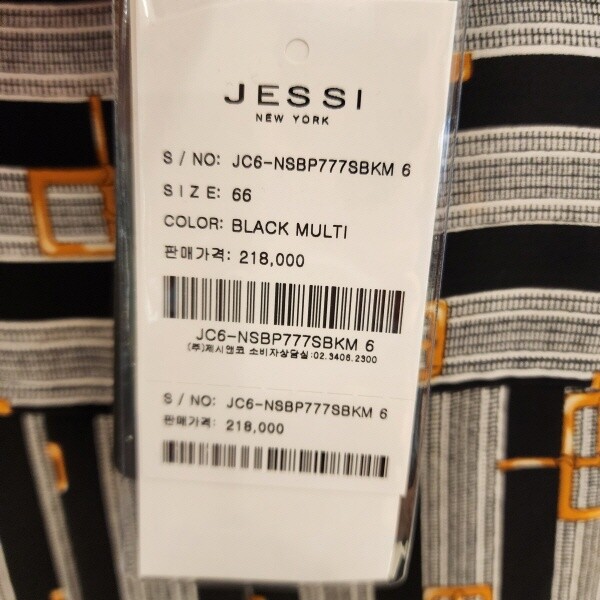 JESSI
NEW YORK
S / NO: JC6-NSBP777SBKM 6
SIZE: 66
COLOR: BLACK MULTI
판매가격: 218,000
JC6-NSBP777SBKM 6
(주)제시앤코 소비자상담실:02.3406.2300
S / NO: JC6-NSBP777SBKM 6
판매가격: 218,000